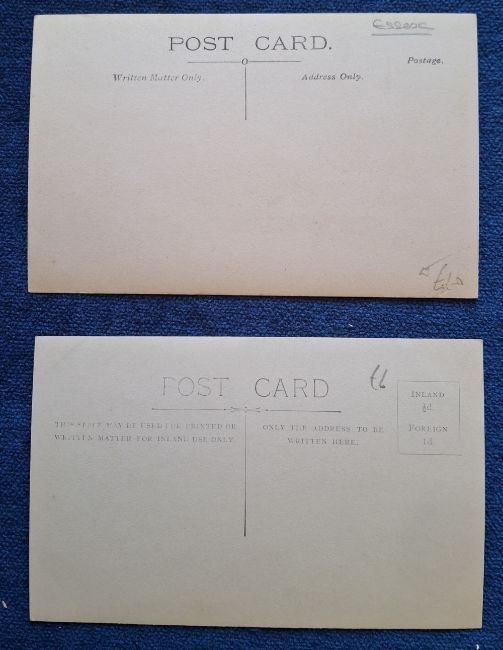 Essex
POST CARD.
Postage.
Written Matter Only.
Address Only.
POST CARD
INLAND
½d.
FOREIGN
1d.
THIS SPACE MAY BE USED FOR PRINTED OR
WRITTEN MATTER FOR INLAND USE ONLY.
ONLY THE ADDRESS TO BE
WRITTEN HERE.